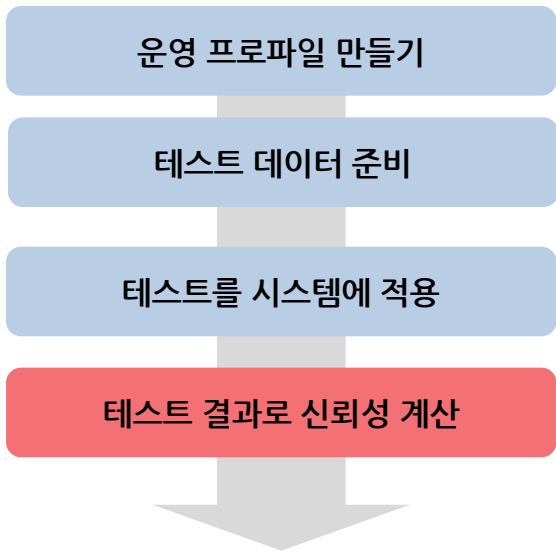 운영 프로파일 만들기
테스트 데이터 준비
테스트를 시스템에 적용
테스트 결과로 신뢰성 계산